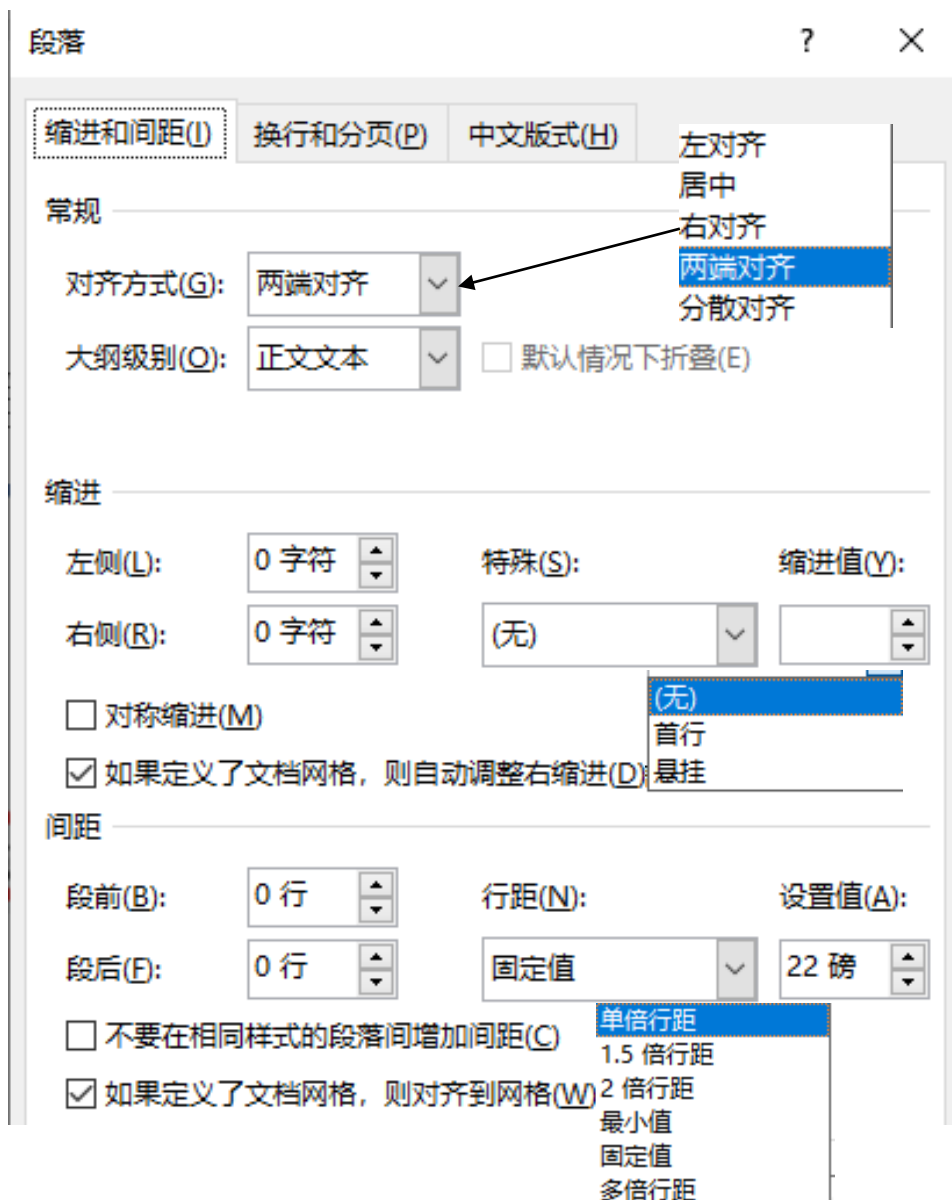 段落
?
缩进和间距(I) 换行和分页(P) 中文版式(H)
左对齐
居中
右对齐
两端对齐
分散对齐
常规
对齐方式(G): 两端对齐
大纲级别(O): 正文文本 默认情况下折叠(E)
缩进
左侧(L): 0 字符 特殊(S): 缩进值(Y):
右侧(R): 0 字符 (无)
(无)
首行
悬挂
对称缩进(M)
如果定义了文档网格，则自动调整右缩进(D)
间距
段前(B): 0 行 行距(N): 设置值(A):
段后(F): 0 行 固定值 22 磅
单倍行距
1.5 倍行距
2 倍行距
最小值
固定值
多倍行距
不要在相同样式的段落间增加间距(C)
如果定义了文档网格，则对齐到网格(W)